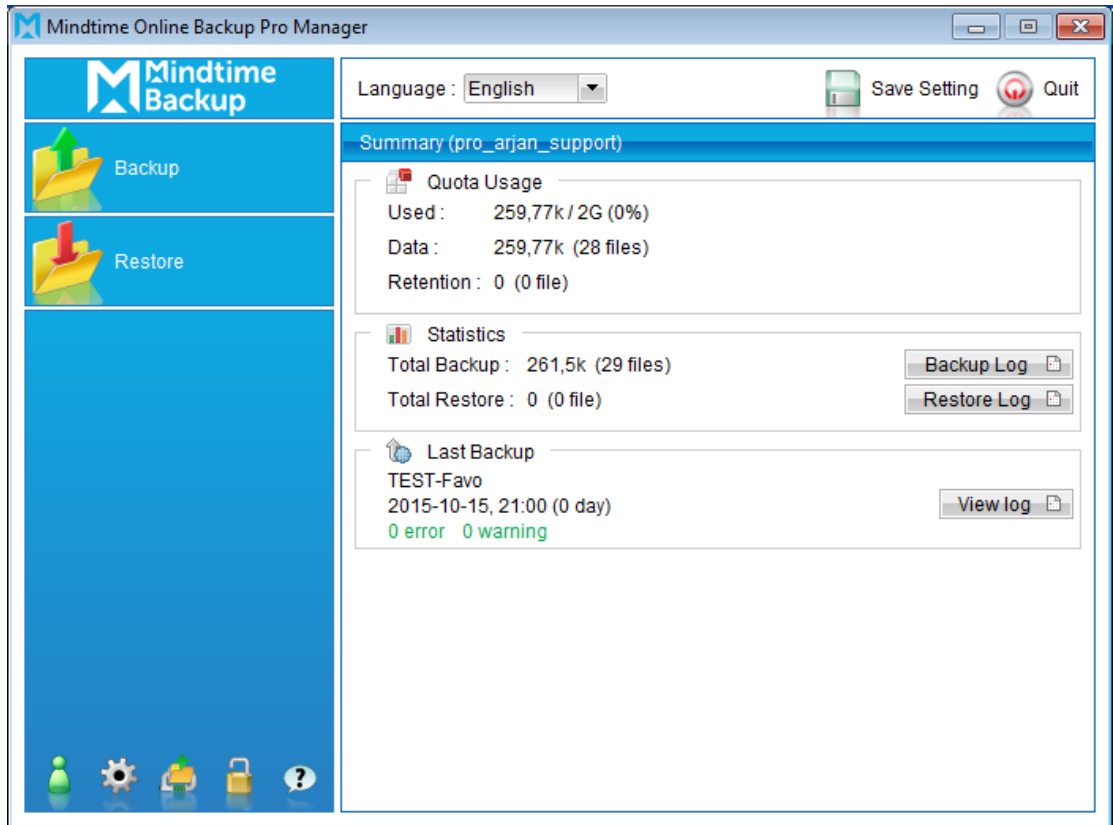 Mindtime Online Backup Pro Manager
Mindtime
Backup
Language : English
Save Setting
Quit
Backup
Restore
Summary (pro_arjan_support)
Quota Usage
Used : 259,77k / 2G (0%)
Data : 259,77k (28 files)
Retention : 0 (0 file)
Statistics
Total Backup : 261,5k (29 files)
Backup Log
Total Restore : 0 (0 file)
Restore Log
Last Backup
TEST-Favo
2015-10-15, 21:00 (0 day)
View log
0 error 0 warning